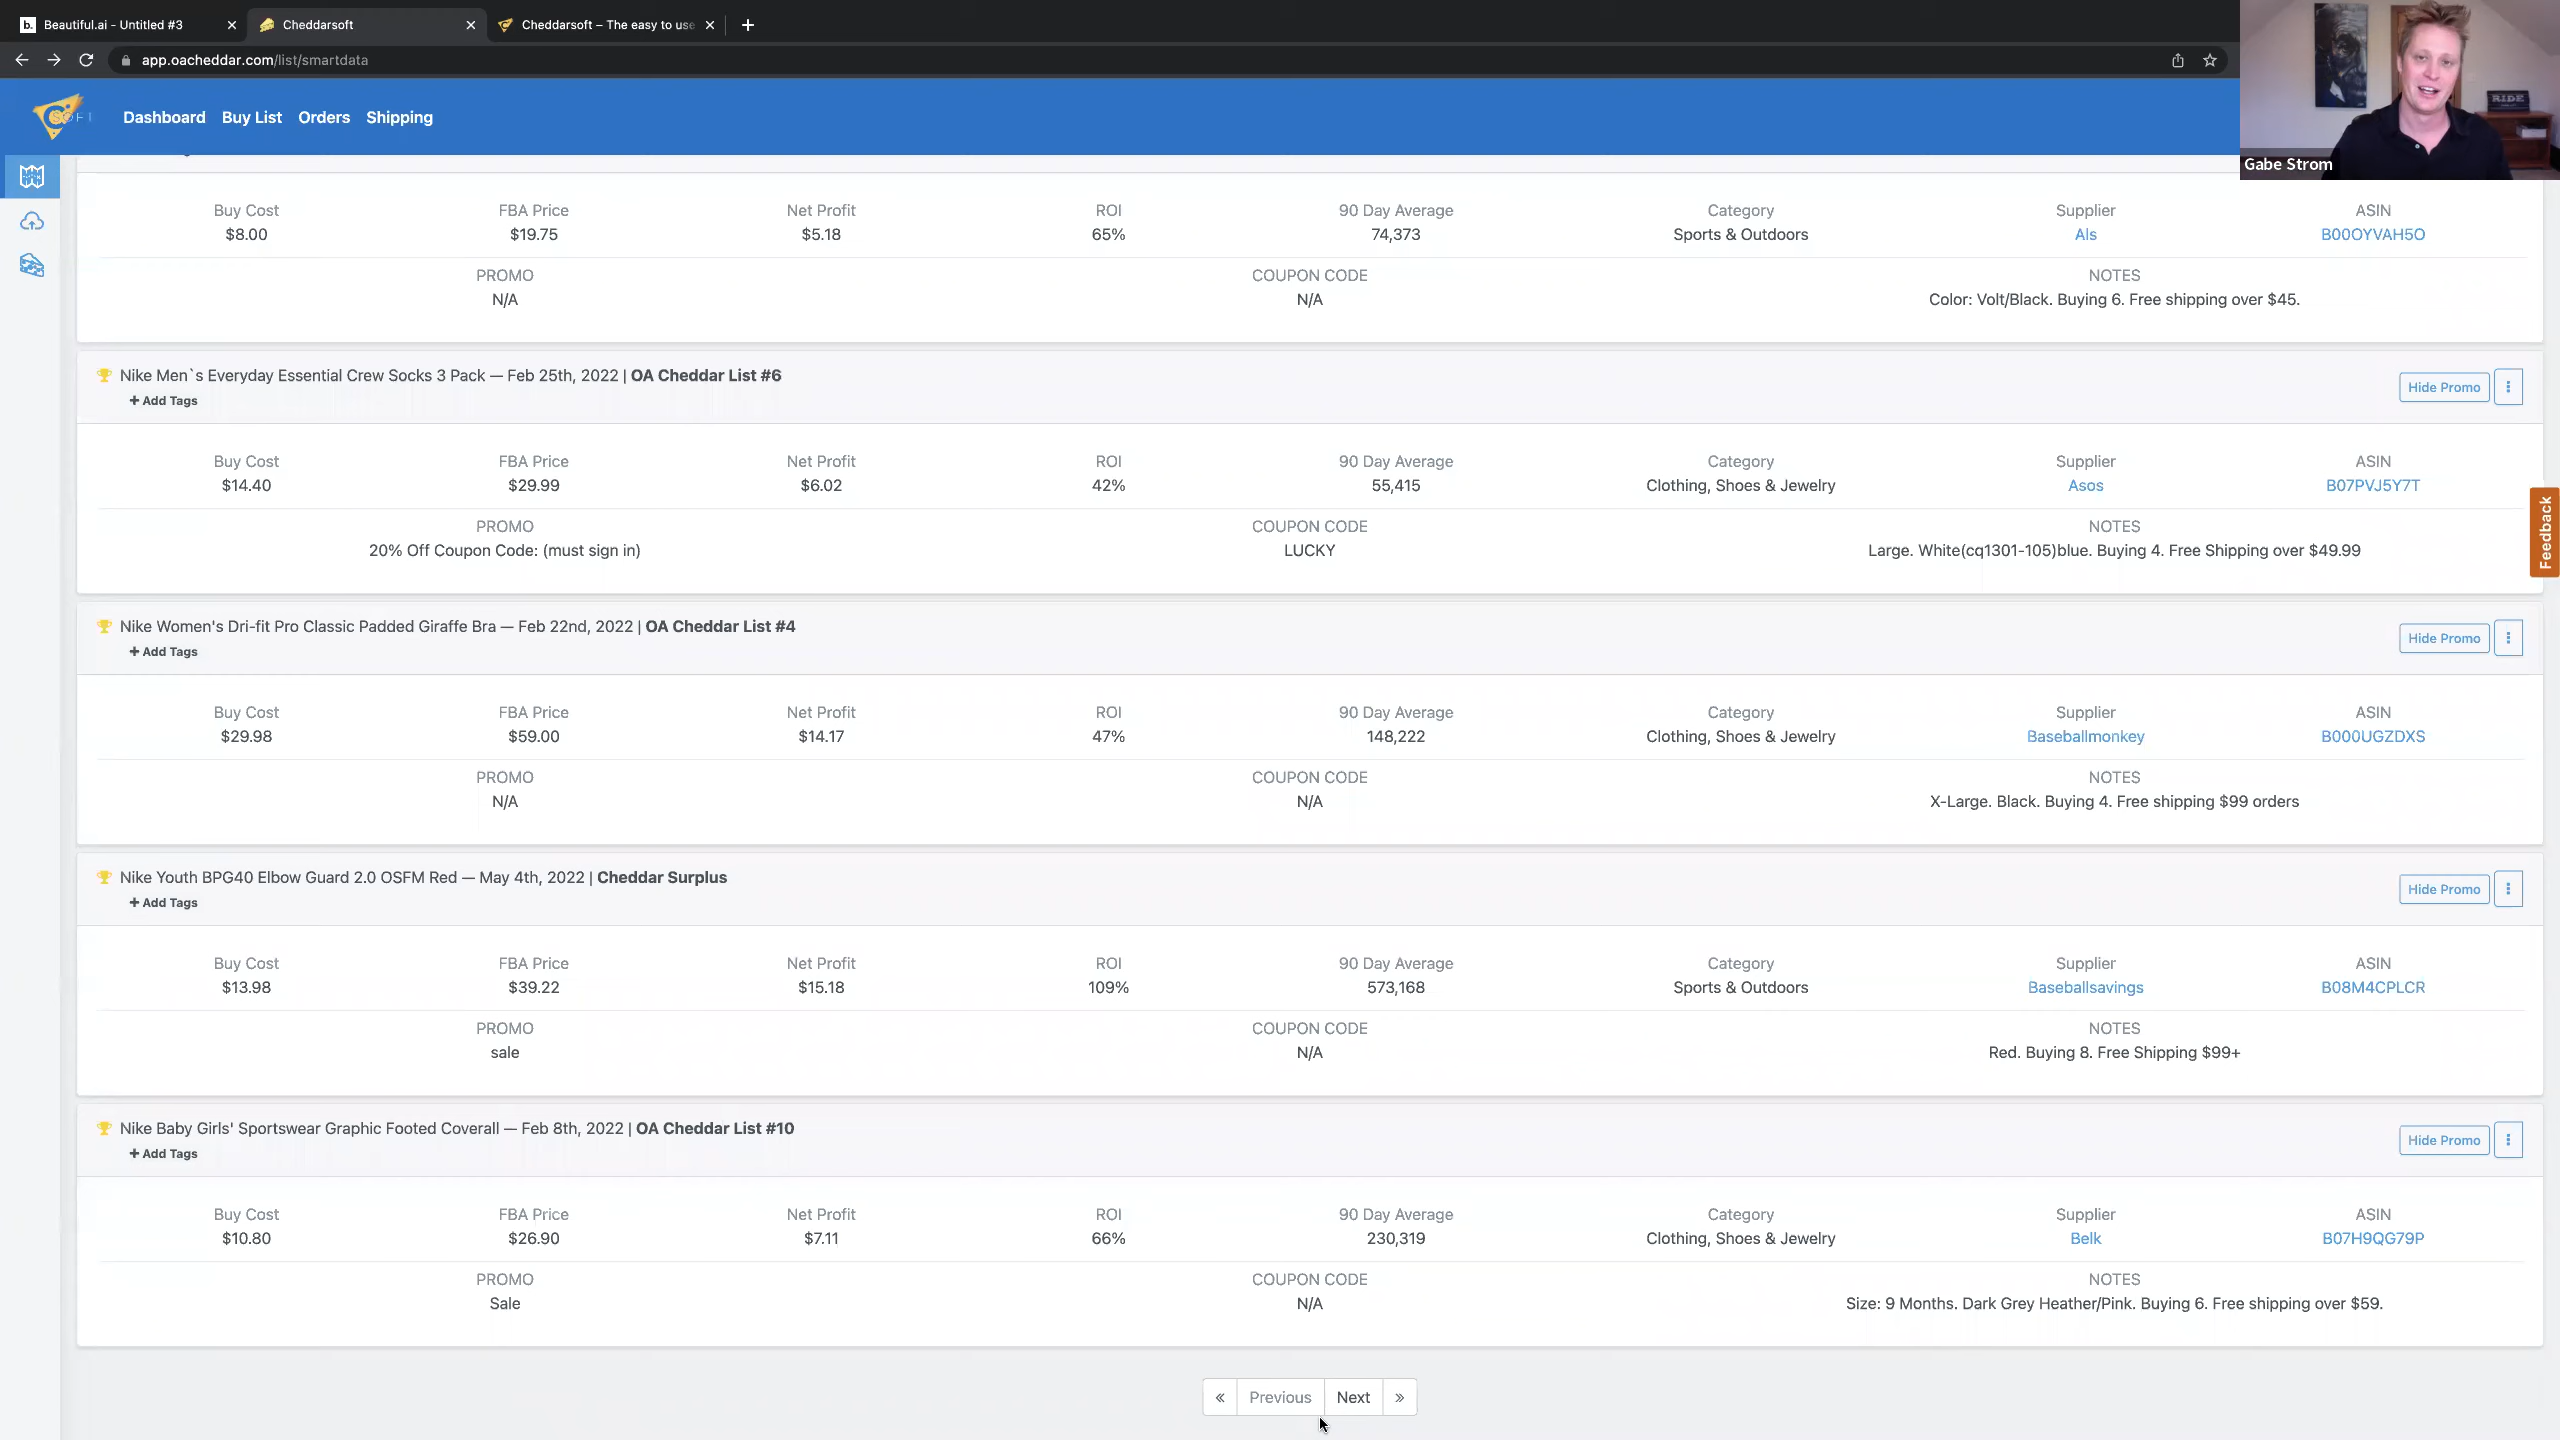 Beautiful.ai - Untitled #3
Cheddarsoft
Cheddarsoft – The easy to use
app.oacheddar.com/list/smartdata
Dashboard Buy List Orders Shipping
RIDE
Gabe Strom
Buy Cost FBA Price Net Profit ROI 90 Day Average Category Supplier ASIN
$8.00 $19.75 $5.18 65% 74,373 Sports & Outdoors Als B00OYVAH5O
PROMO COUPON CODE NOTES
N/A N/A Color: Volt/Black. Buying 6. Free shipping over $45.
Nike Men`s Everyday Essential Crew Socks 3 Pack — Feb 25th, 2022 | OA Cheddar List #6
Hide Promo
+ Add Tags
Buy Cost FBA Price Net Profit ROI 90 Day Average Category Supplier ASIN
$14.40 $29.99 $6.02 42% 55,415 Clothing, Shoes & Jewelry Asos B07PVJ5Y7T
PROMO COUPON CODE NOTES
20% Off Coupon Code: (must sign in) LUCKY Large. White(cq1301-105)blue. Buying 4. Free Shipping over $49.99
Feedback
Nike Women's Dri-fit Pro Classic Padded Giraffe Bra — Feb 22nd, 2022 | OA Cheddar List #4
Hide Promo
+ Add Tags
Buy Cost FBA Price Net Profit ROI 90 Day Average Category Supplier ASIN
$29.98 $59.00 $14.17 47% 148,222 Clothing, Shoes & Jewelry Baseballmonkey B000UGZDXS
PROMO COUPON CODE NOTES
N/A N/A X-Large. Black. Buying 4. Free shipping $99 orders
Nike Youth BPG40 Elbow Guard 2.0 OSFM Red — May 4th, 2022 | Cheddar Surplus
Hide Promo
+ Add Tags
Buy Cost FBA Price Net Profit ROI 90 Day Average Category Supplier ASIN
$13.98 $39.22 $15.18 109% 573,168 Sports & Outdoors Baseballsavings B08M4CPLCR
PROMO COUPON CODE NOTES
sale N/A Red. Buying 8. Free Shipping $99+
Nike Baby Girls' Sportswear Graphic Footed Coverall — Feb 8th, 2022 | OA Cheddar List #10
Hide Promo
+ Add Tags
Buy Cost FBA Price Net Profit ROI 90 Day Average Category Supplier ASIN
$10.80 $26.90 $7.11 66% 230,319 Clothing, Shoes & Jewelry Belk B07H9QG79P
PROMO COUPON CODE NOTES
Sale N/A Size: 9 Months. Dark Grey Heather/Pink. Buying 6. Free shipping over $59.
« Previous Next »